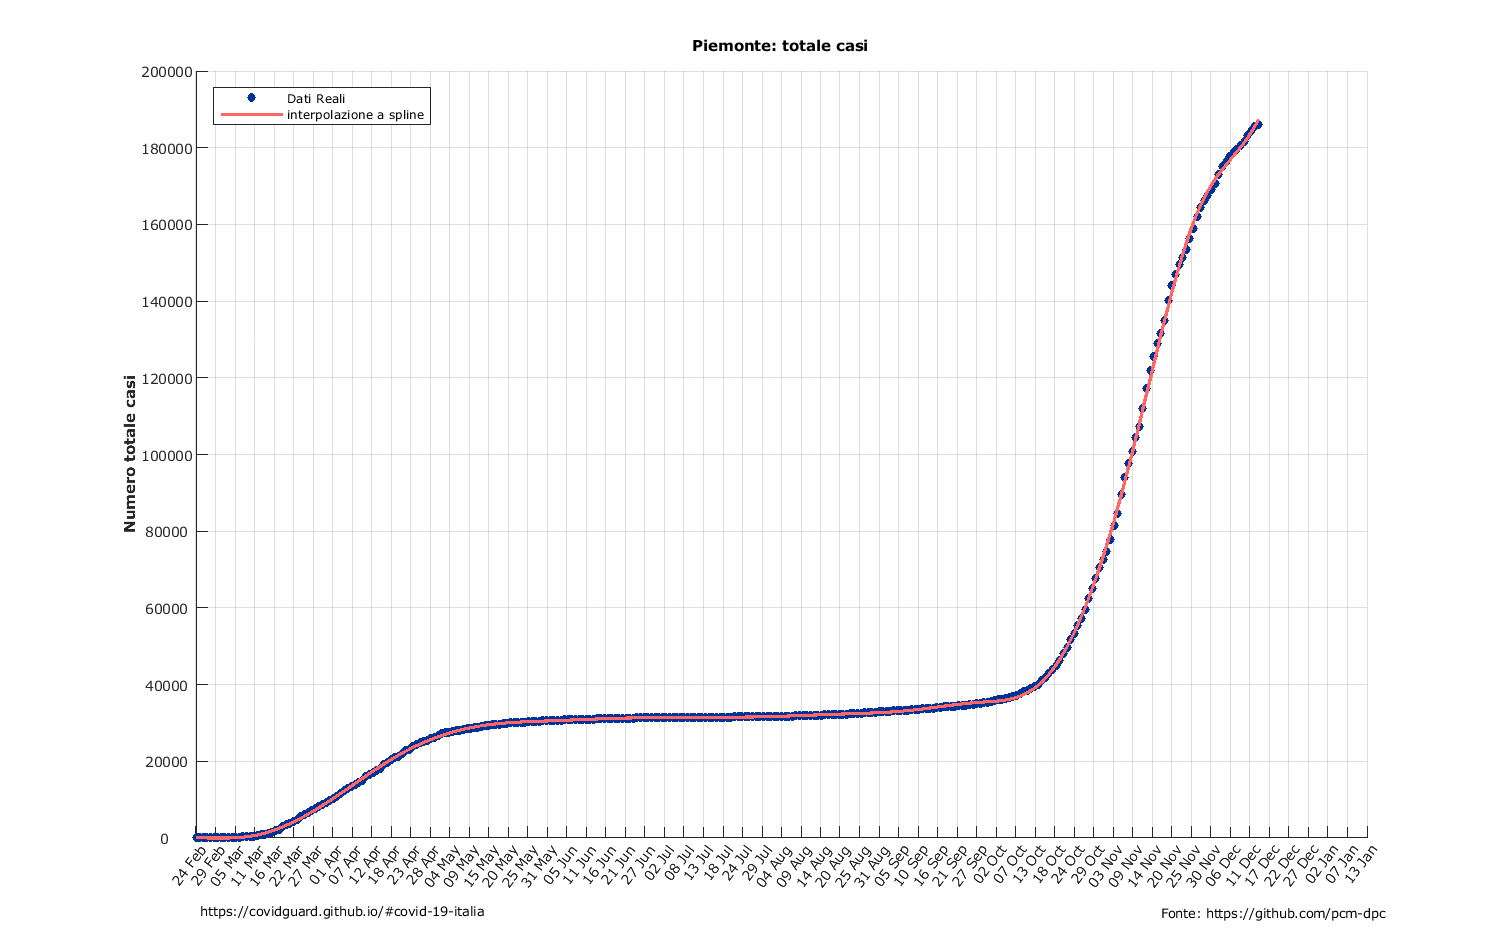 Piemonte: totale casi
200000
180000
160000
140000
120000
100000
80000
60000
40000
20000
0
Numero totale casi
Dati Reali
interpolazione a spline
24 Feb
29 Feb
05 Mar
11 Mar
16 Mar
22 Mar
27 Mar
01 Apr
07 Apr
12 Apr
18 Apr
23 Apr
28 Apr
04 May
09 May
15 May
20 May
25 May
31 May
05 Jun
11 Jun
16 Jun
21 Jun
27 Jun
02 Jul
08 Jul
13 Jul
18 Jul
24 Jul
29 Jul
04 Aug
09 Aug
14 Aug
20 Aug
25 Aug
31 Aug
05 Sep
10 Sep
16 Sep
21 Sep
27 Sep
02 Oct
07 Oct
13 Oct
18 Oct
24 Oct
29 Oct
03 Nov
09 Nov
14 Nov
20 Nov
25 Nov
30 Nov
06 Dec
11 Dec
17 Dec
22 Dec
27 Dec
02 Jan
07 Jan
13 Jan
https://covidguard.github.io/#covid-19-italia
Fonte: https://github.com/pcm-dpc